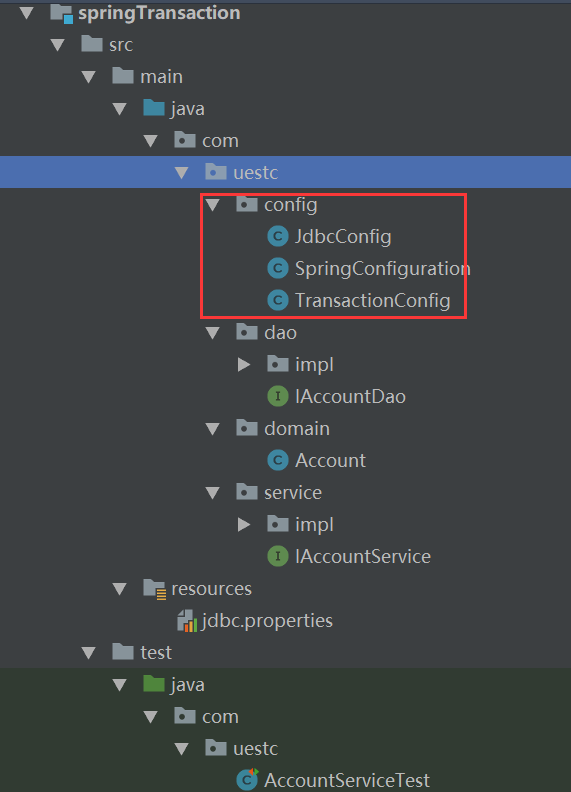 springTransaction
src
main
java
com
uestc
config
JdbcConfig
SpringConfiguration
TransactionConfig
dao
impl
IAccountDao
domain
Account
service
impl
IAccountService
resources
jdbc.properties
test
java
com
uestc
AccountServiceTest